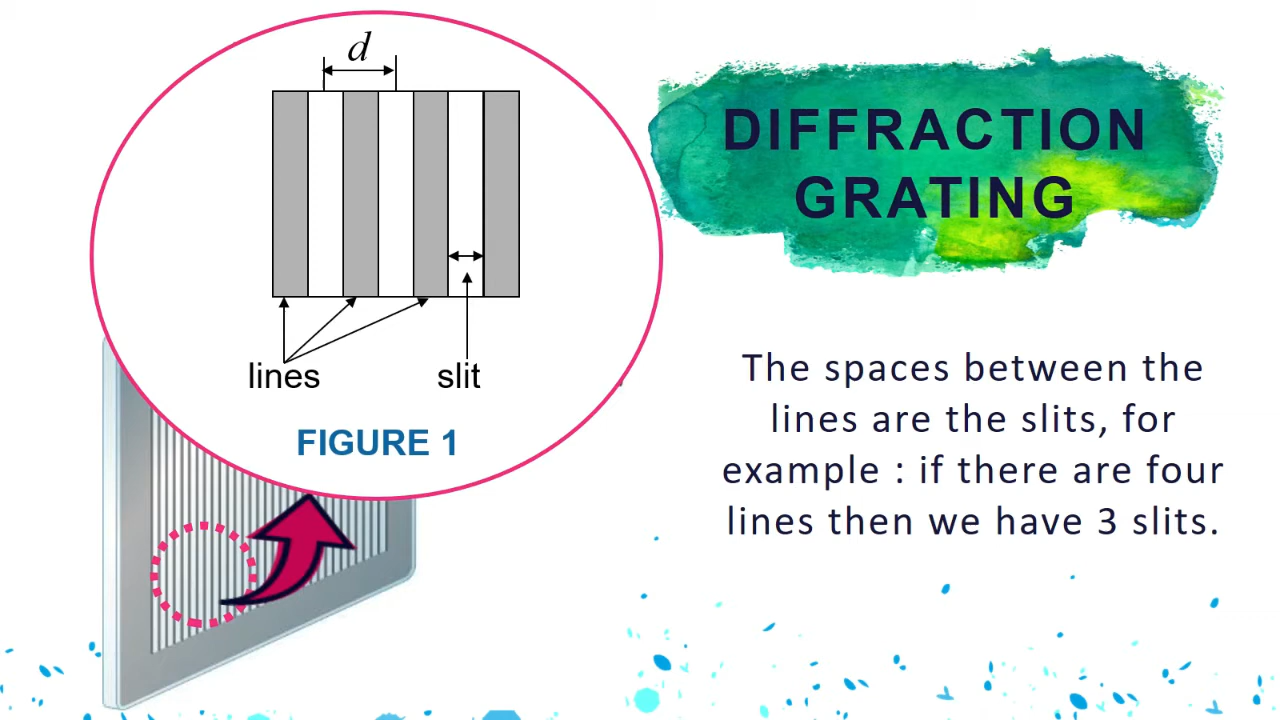 d
lines
slit
FIGURE 1
DIFFRACTION
GRATING
The spaces between the
lines are the slits, for
example : if there are four
lines then we have 3 slits.